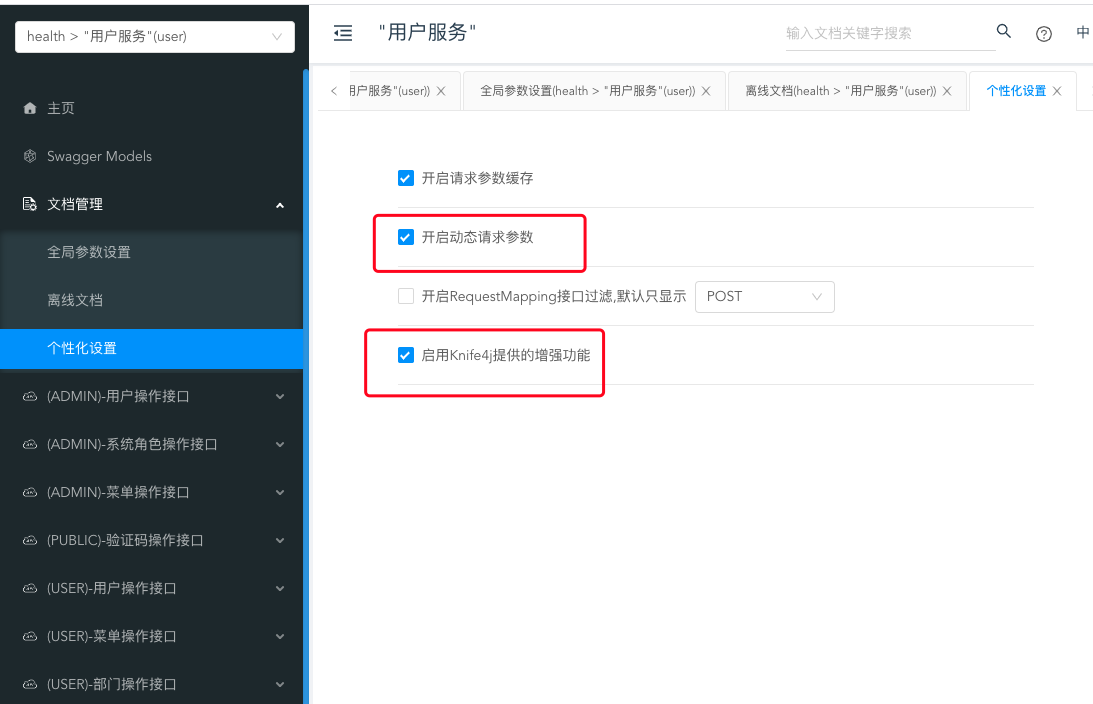 health > "用户服务"(user)
主页
Swagger Models
文档管理
全局参数设置
离线文档
个性化设置
(ADMIN)-用户操作接口
(ADMIN)-系统角色操作接口
(ADMIN)-菜单操作接口
(PUBLIC)-验证码操作接口
(USER)-用户操作接口
(USER)-菜单操作接口
(USER)-部门操作接口
"用户服务"
输入文档关键字搜索
中
用户服务"(user))
全局参数设置(health > "用户服务"(user))
离线文档(health > "用户服务"(user))
个性化设置
开启请求参数缓存
开启动态请求参数
开启RequestMapping接口过滤,默认只显示 POST
启用Knife4j提供的增强功能